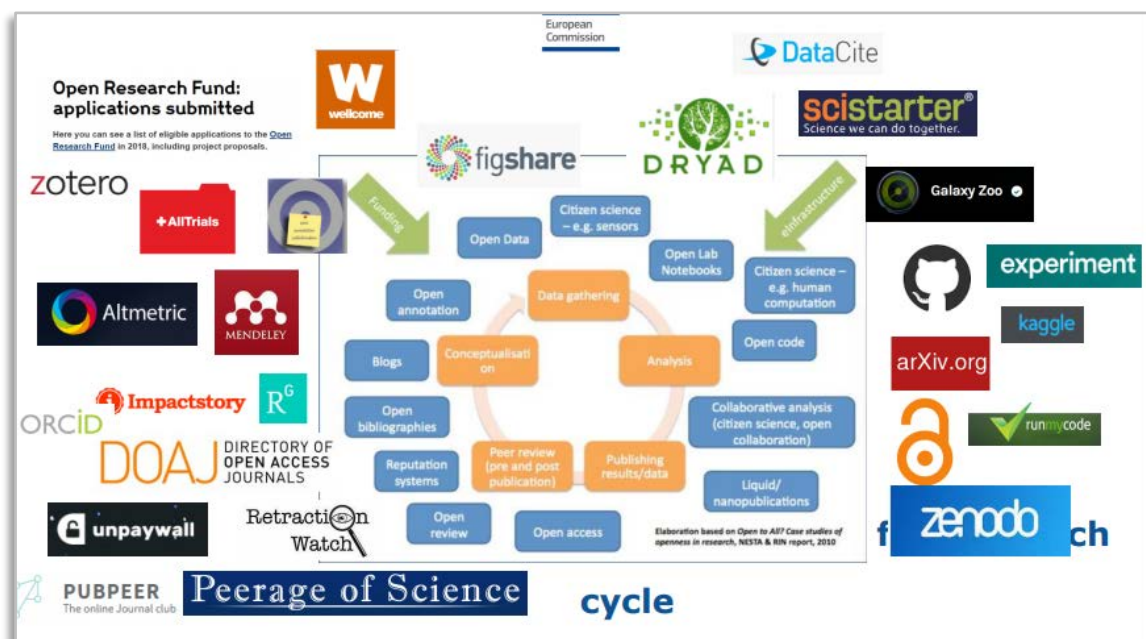 European
Commission
DataCite
Open Research Fund:
applications submitted
Here you can see a list of eligible applications to the Open
Research Fund in 2018, including project proposals.
W
wellcome
figshare
DRYAD
scistarter®
Science we can do together.
zotero
+AllTrials
Funding
eInfrastructure
Galaxy Zoo
Citizen science
– e.g. sensors
Open Data
Open Lab
Notebooks
Citizen science –
e.g. human
computation
experiment
kaggle
Altmetric
MENDELEY
Open
annotation
Data gathering
Open code
arXiv.org
Blogs
Conceptualisati
on
Analysis
Impactstory
RG
ORCiD
DOAJ
DIRECTORY OF
OPEN ACCESS
JOURNALS
Open
bibliographies
Collaborative analysis
(citizen science, open
collaboration)
runmycode
Reputation
systems
Peer review
(pre and post
publication)
Publishing
results/data
Liquid/
nanopublications
unpaywall
Retraction
Watch
Open
review
Open access
Elaboration based on Open to All? Case studies of
openness in research, NESTA & RIN report, 2010
f
zenodo
ch
PUBPEER
The online Journal club
Peerage of Science
cycle